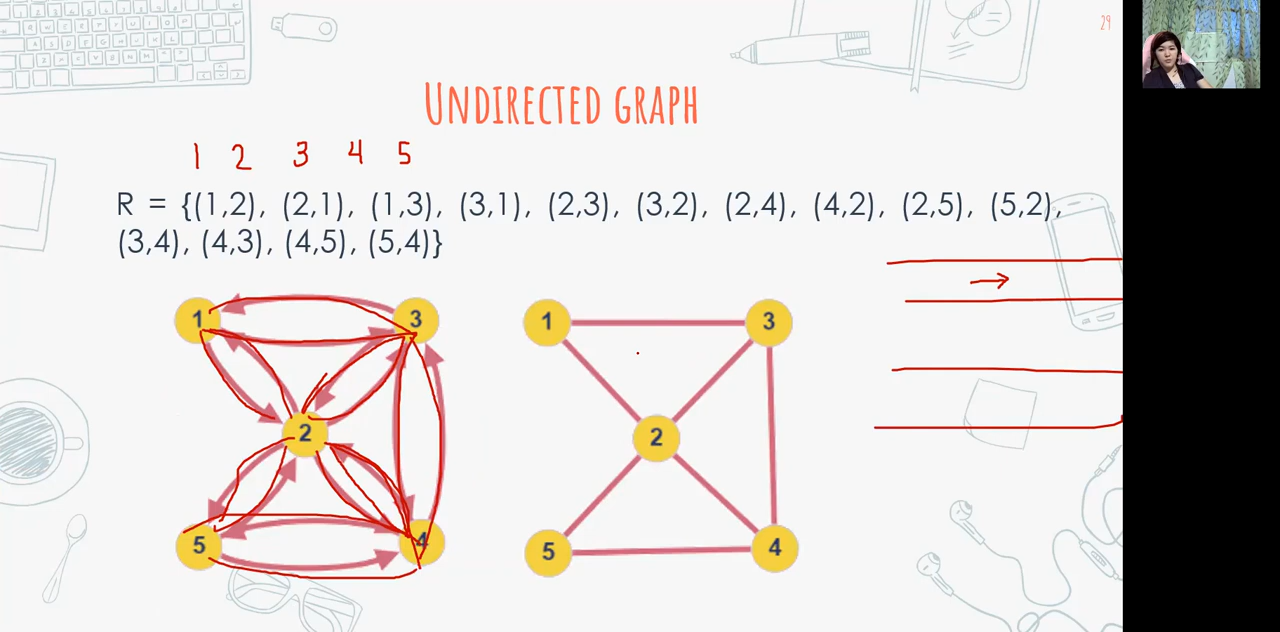 29
UNDIRECTED GRAPH
1 2 3 4 5
R = {(1,2), (2,1), (1,3), (3,1), (2,3), (3,2), (2,4), (4,2), (2,5), (5,2),
(3,4), (4,3), (4,5), (5,4)}
1 3 1 3
2 2
5 4 5 4